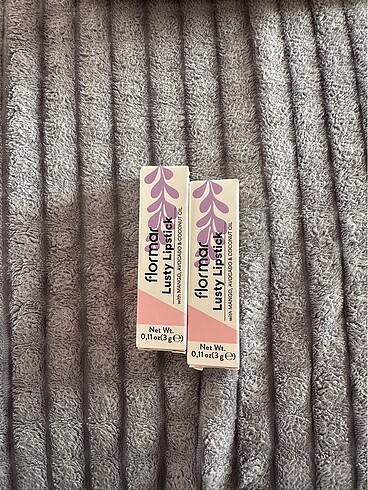 flormar
Lusty Lipstick
with MANGO, AVOCADO & COCONUT OIL
Net Wt.
0,11 oz(3 g ℮)
flormar
Lusty Lipstick
with MANGO, AVOCADO & COCONUT OIL
Net Wt.
0,11 oz(3 g ℮)